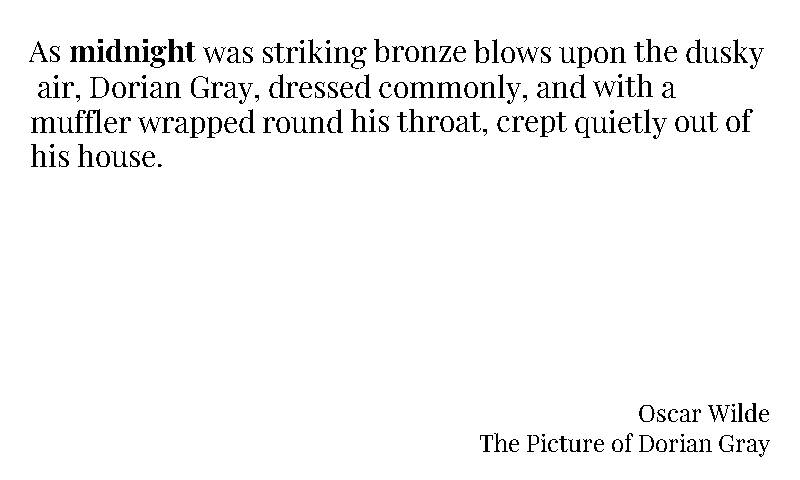 As midnight was striking bronze blows upon the dusky
air, Dorian Gray, dressed commonly, and with a
muffler wrapped round his throat, crept quietly out of
his house.
Oscar Wilde
The Picture of Dorian Gray